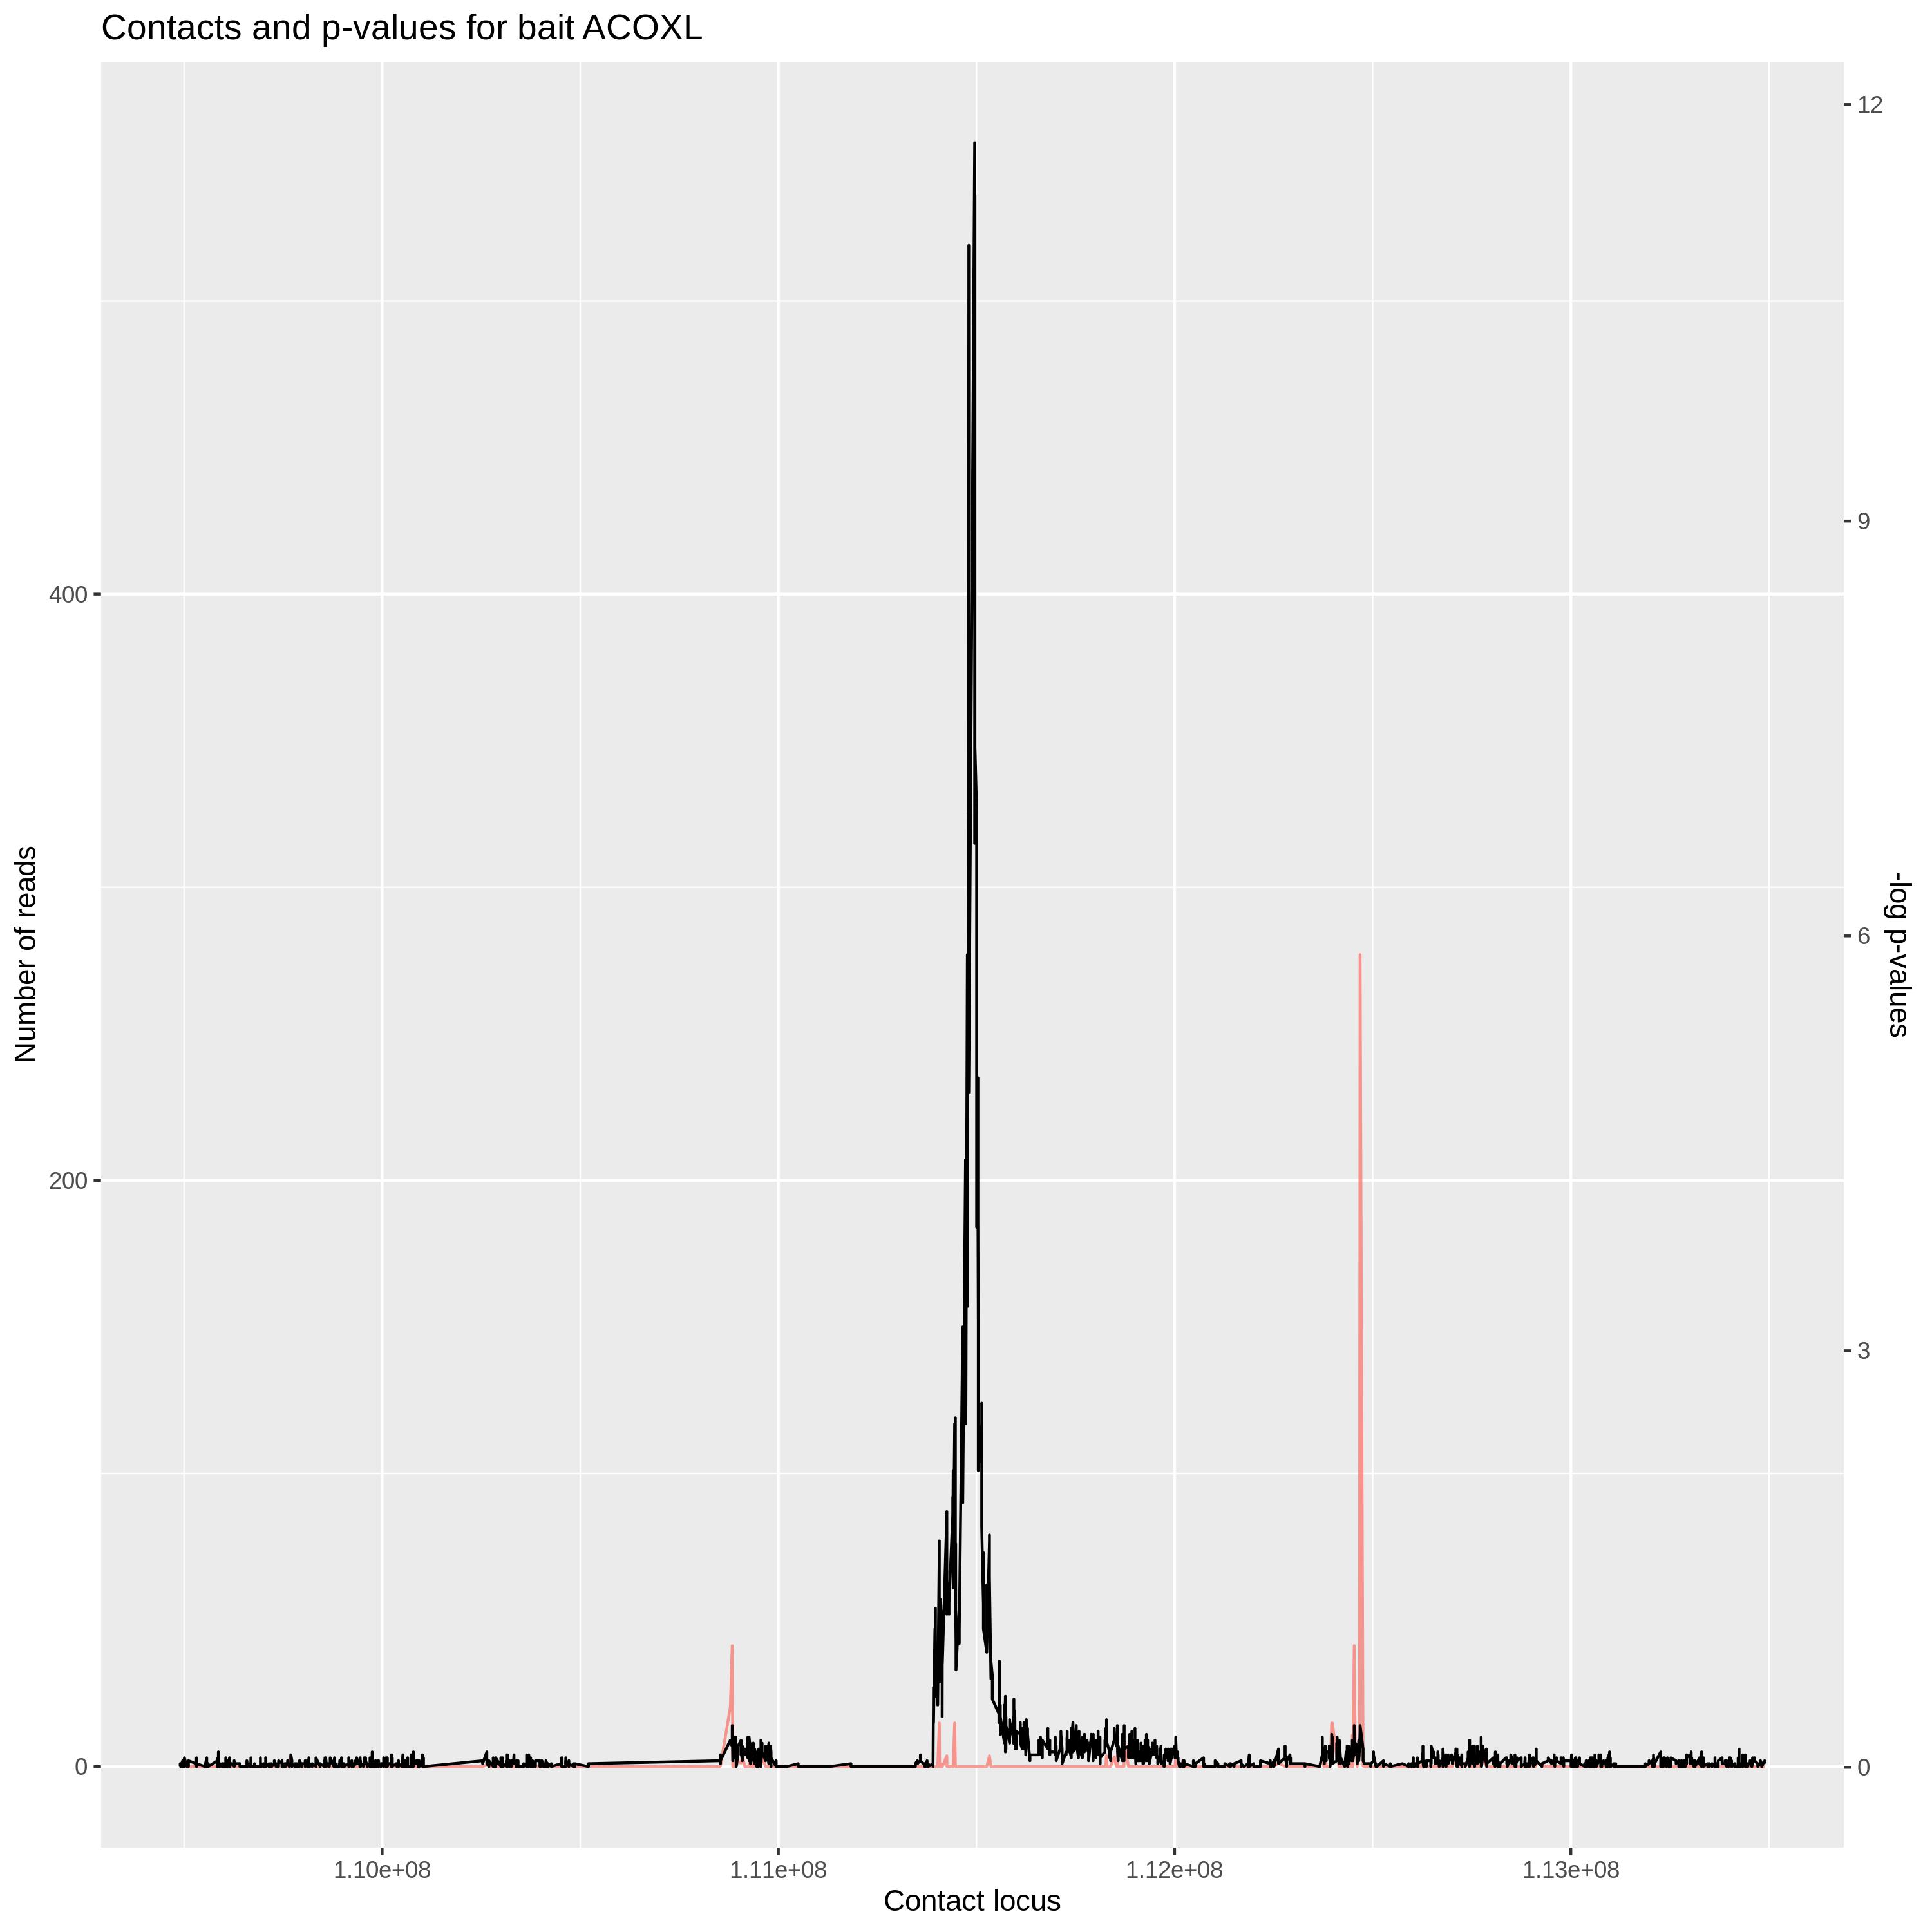 Contacts and p-values for bait ACOXL
Number of reads
400
200
0
12
9
6
3
0
-log p-values
1.10e+08
1.11e+08
1.12e+08
1.13e+08
Contact locus